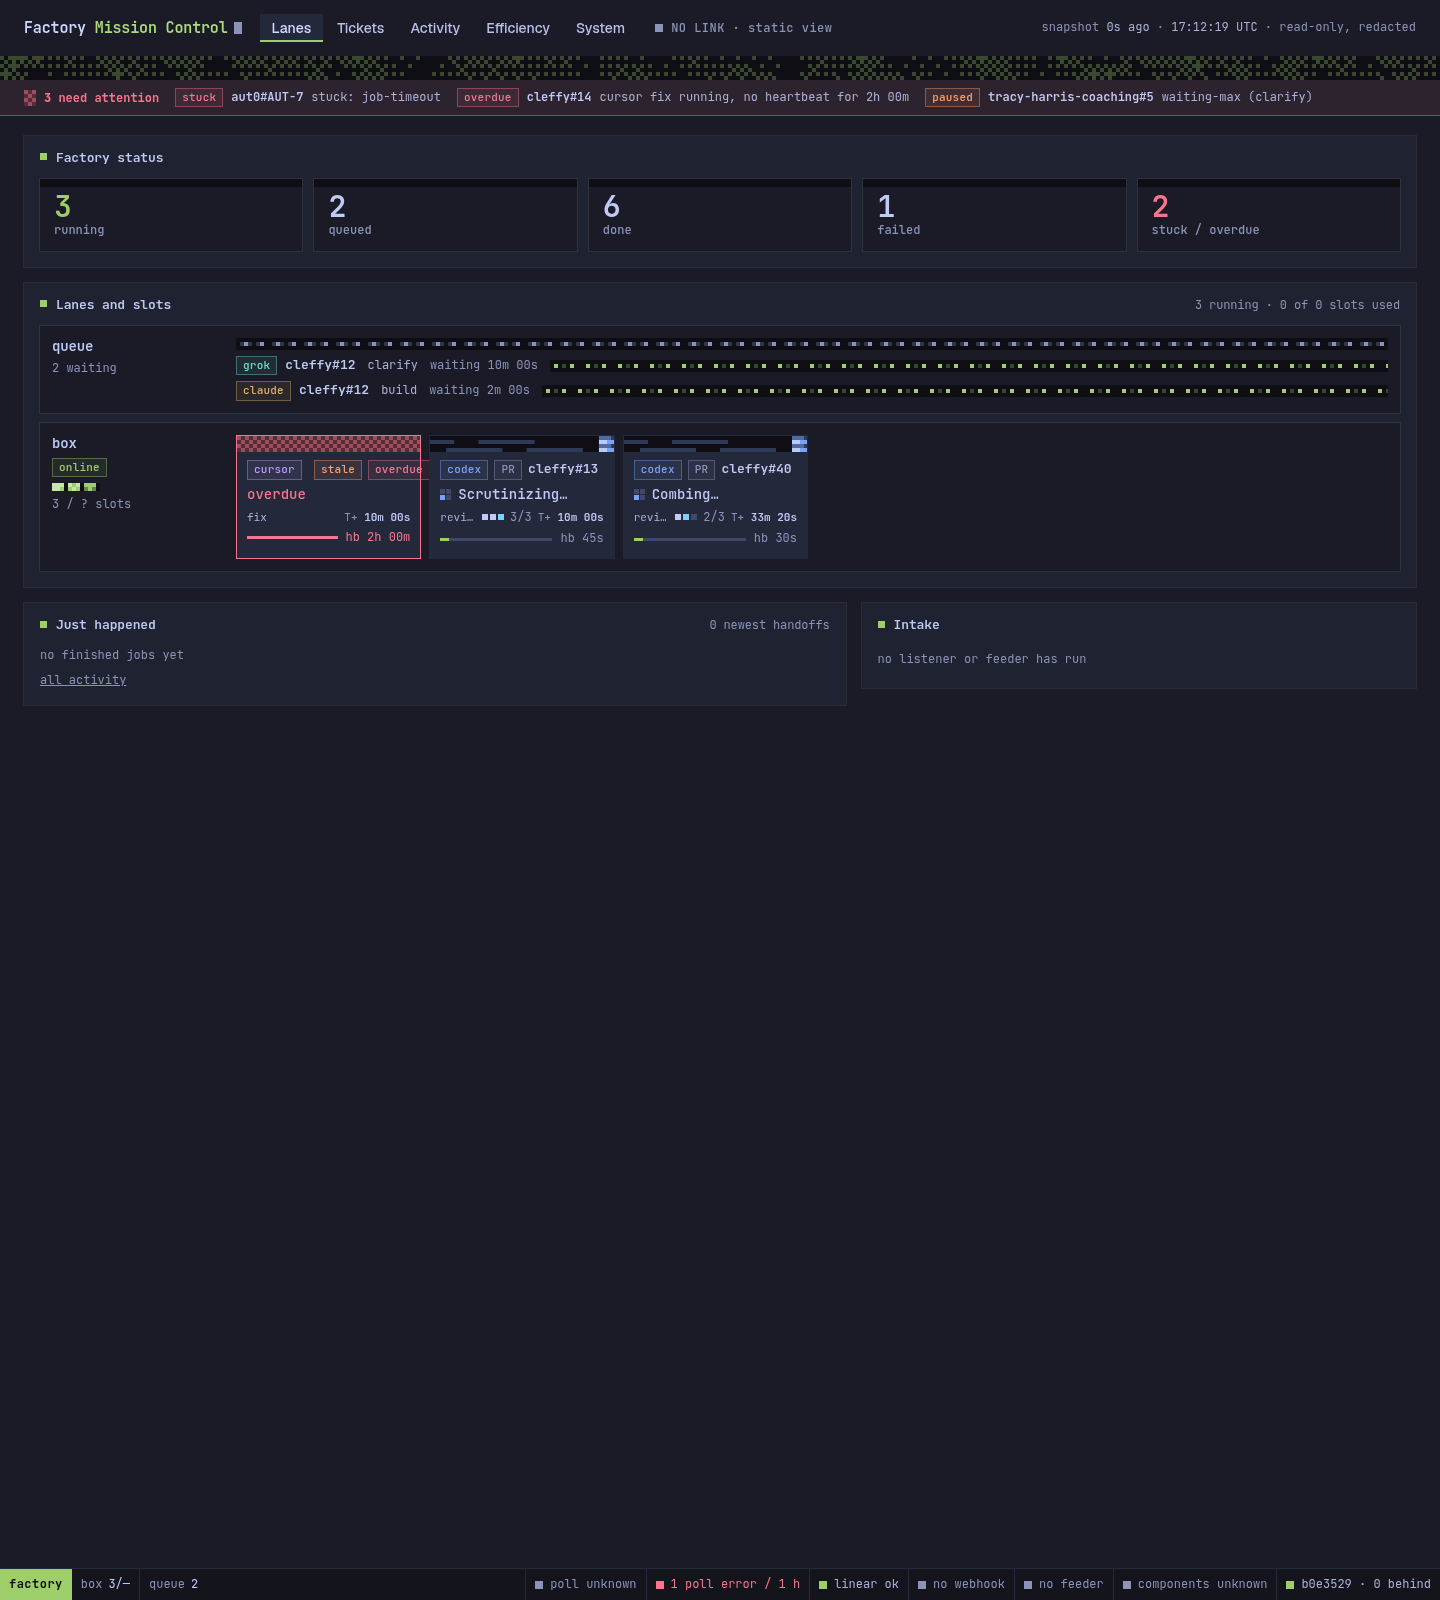 Factory Mission Control Lanes Tickets Activity Efficiency System NO LINK · static view snapshot 0s ago · 17:12:19 UTC · read-only, redacted
3 need attention stuck aut0#AUT-7 stuck: job-timeout overdue cleffy#14 cursor fix running, no heartbeat for 2h 00m paused tracy-harris-coaching#5 waiting-max (clarify)
Factory status
3 2 6 1 2
running queued done failed stuck / overdue
Lanes and slots 3 running · 0 of 0 slots used
queue
2 waiting
grok cleffy#12 clarify waiting 10m 00s
claude cleffy#12 build waiting 2m 00s
box
online
3 / ? slots
cursor stale overdue
overdue
fix T+ 10m 00s
hb 2h 00m
codex PR cleffy#13
Scrutinizing…
revi… 3/3 T+ 10m 00s
hb 45s
codex PR cleffy#40
Combing…
revi… 2/3 T+ 33m 20s
hb 30s
Just happened 0 newest handoffs
no finished jobs yet
all activity
Intake
no listener or feeder has run
factory box 3/— queue 2 poll unknown 1 poll error / 1 h linear ok no webhook no feeder components unknown b0e3529 · 0 behind